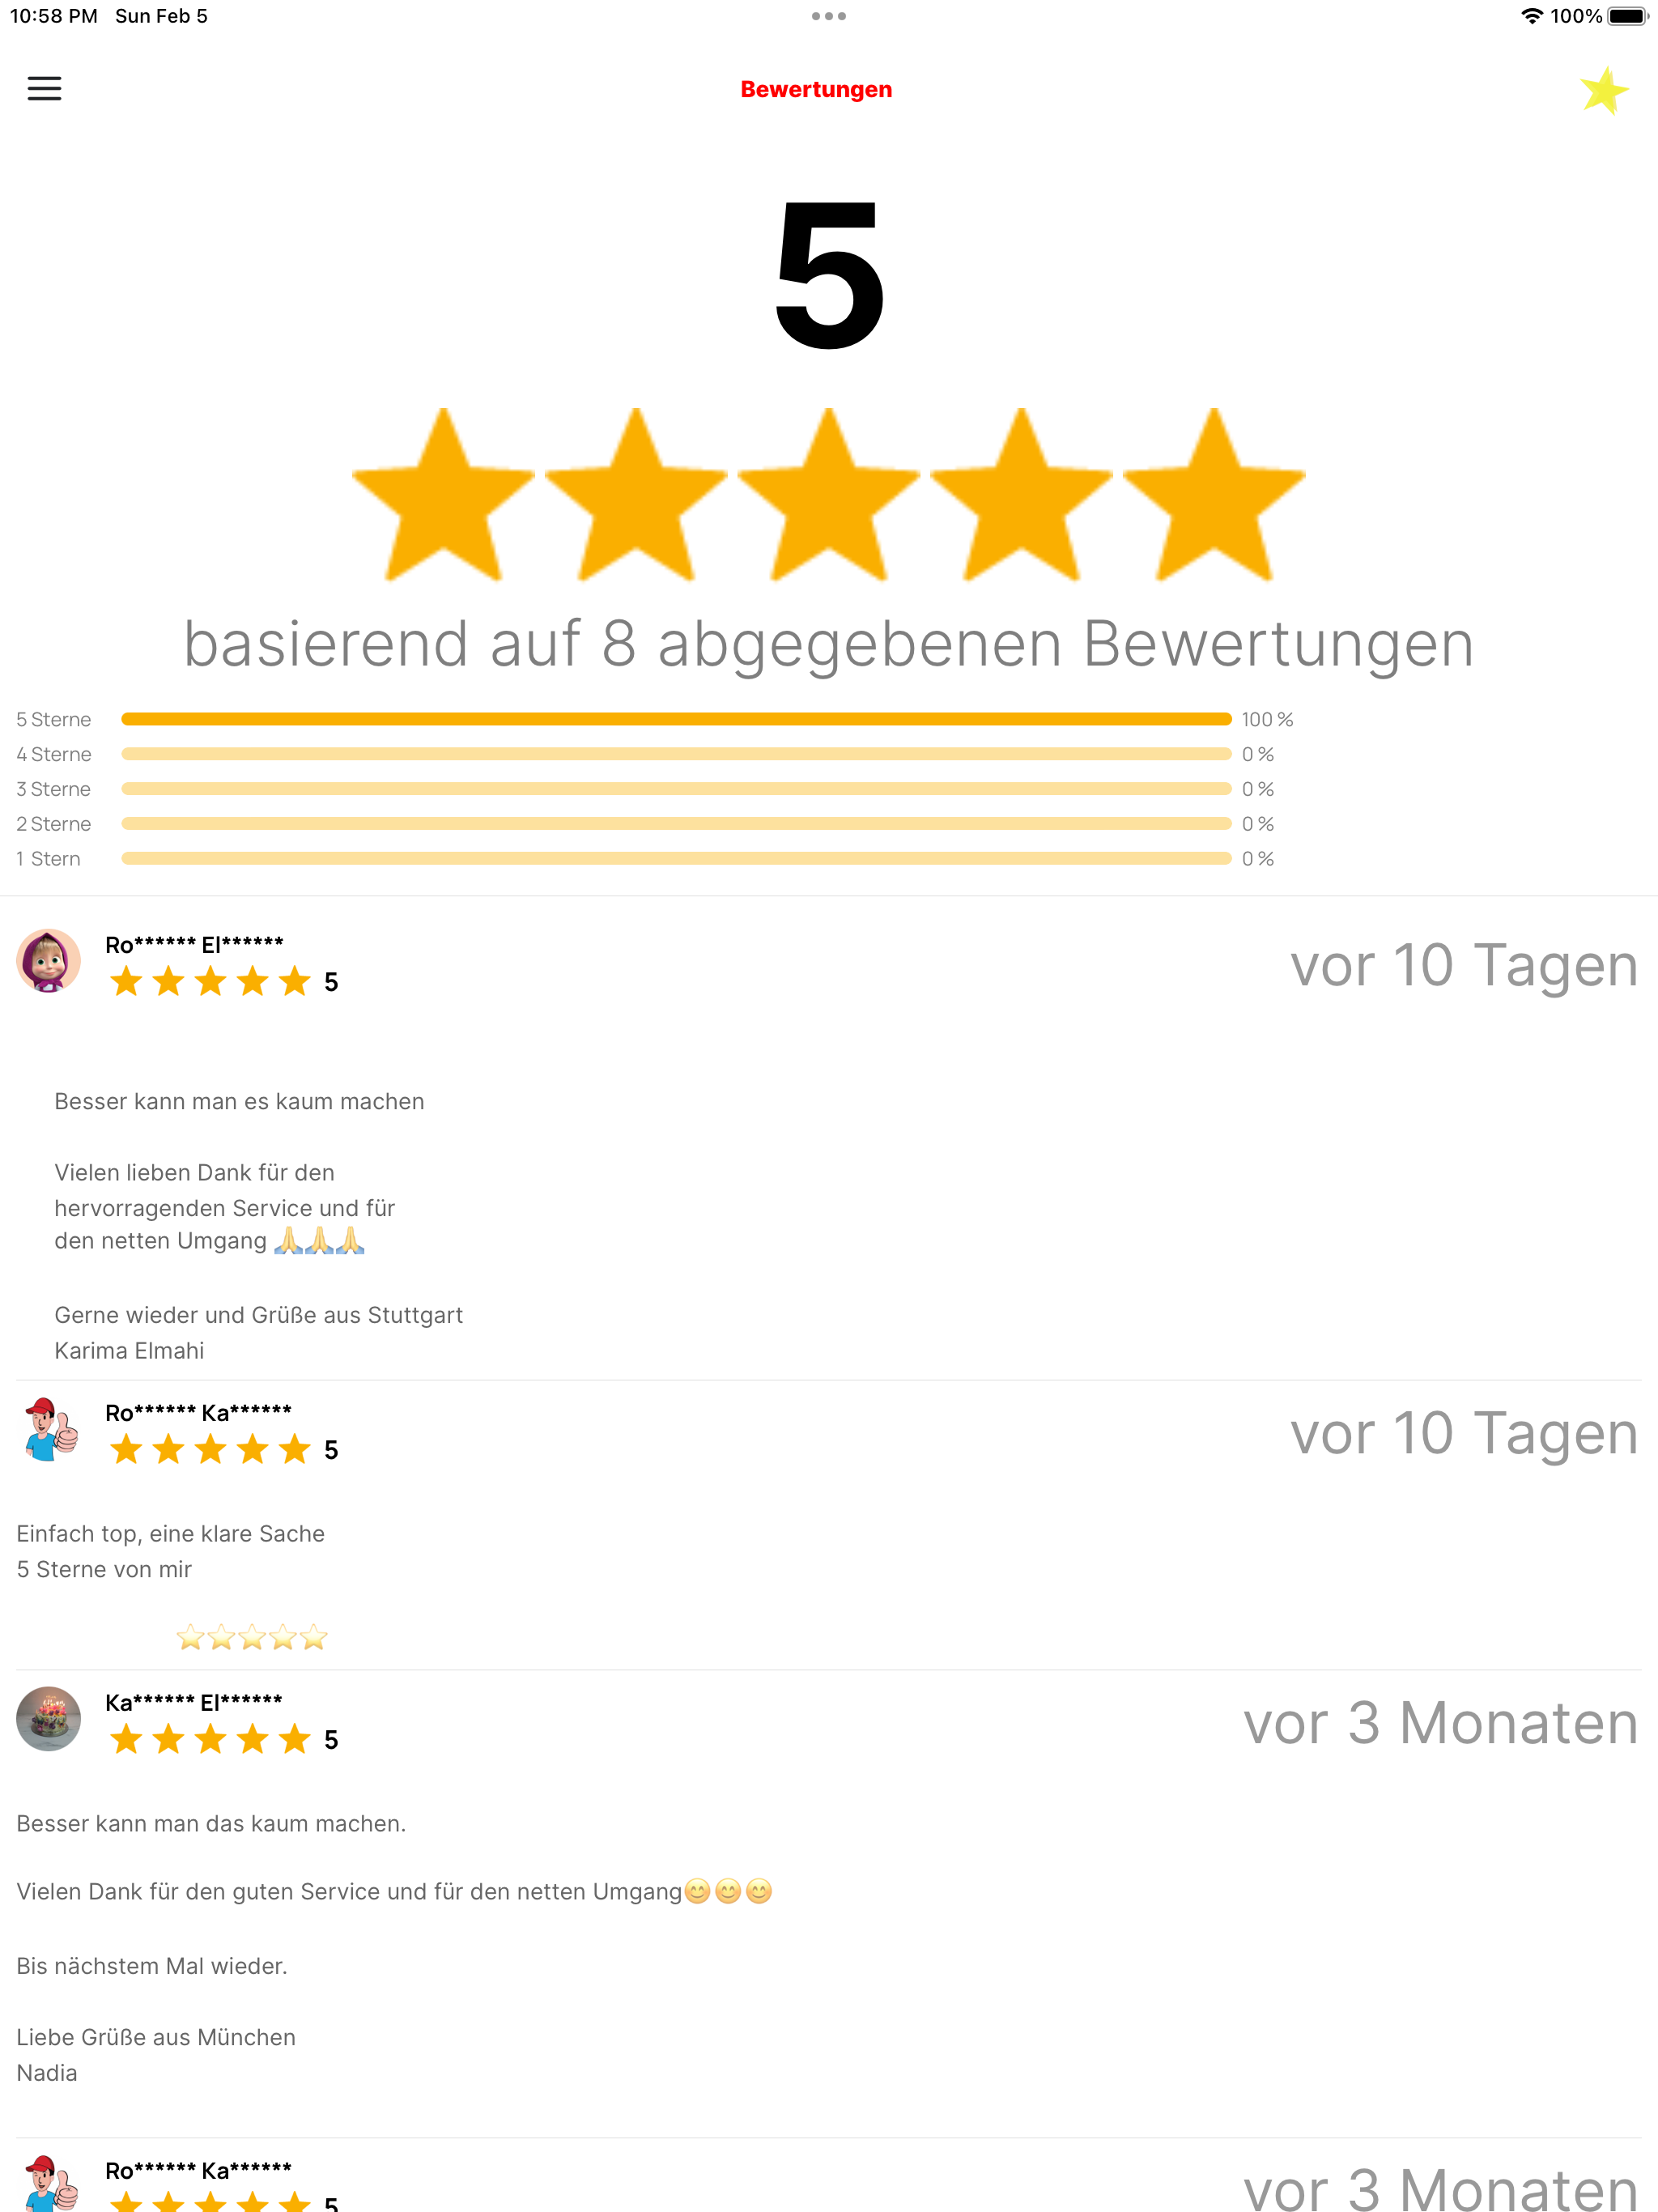 10:58 PM Sun Feb 5 100%
Bewertungen
5
basierend auf 8 abgegebenen Bewertungen
5 Sterne 100 %
4 Sterne 0 %
3 Sterne 0 %
2 Sterne 0 %
1 Stern 0 %
Ro****** El******
5
vor 10 Tagen
Besser kann man es kaum machen
Vielen lieben Dank für den
hervorragenden Service und für
den netten Umgang 🙏🙏🙏
Gerne wieder und Grüße aus Stuttgart
Karima Elmahi
Ro****** Ka******
5
vor 10 Tagen
Einfach top, eine klare Sache
5 Sterne von mir
⭐⭐⭐⭐⭐
Ka****** El******
5
vor 3 Monaten
Besser kann man das kaum machen.
Vielen Dank für den guten Service und für den netten Umgang😊😊😊
Bis nächstem Mal wieder.
Liebe Grüße aus München
Nadia
Ro****** Ka******
5
vor 3 Monaten